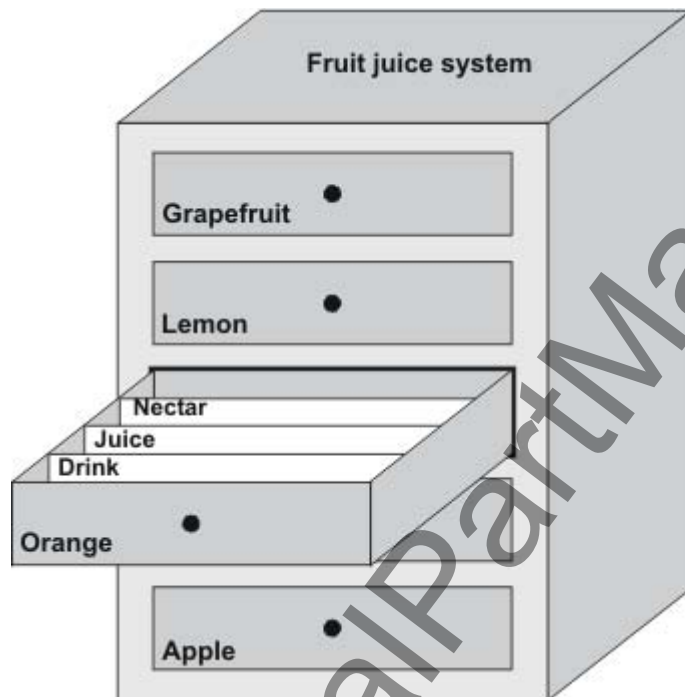 Fruit juice system
Grapefruit
Lemon
Nectar
Juice
Drink
Orange
Apple